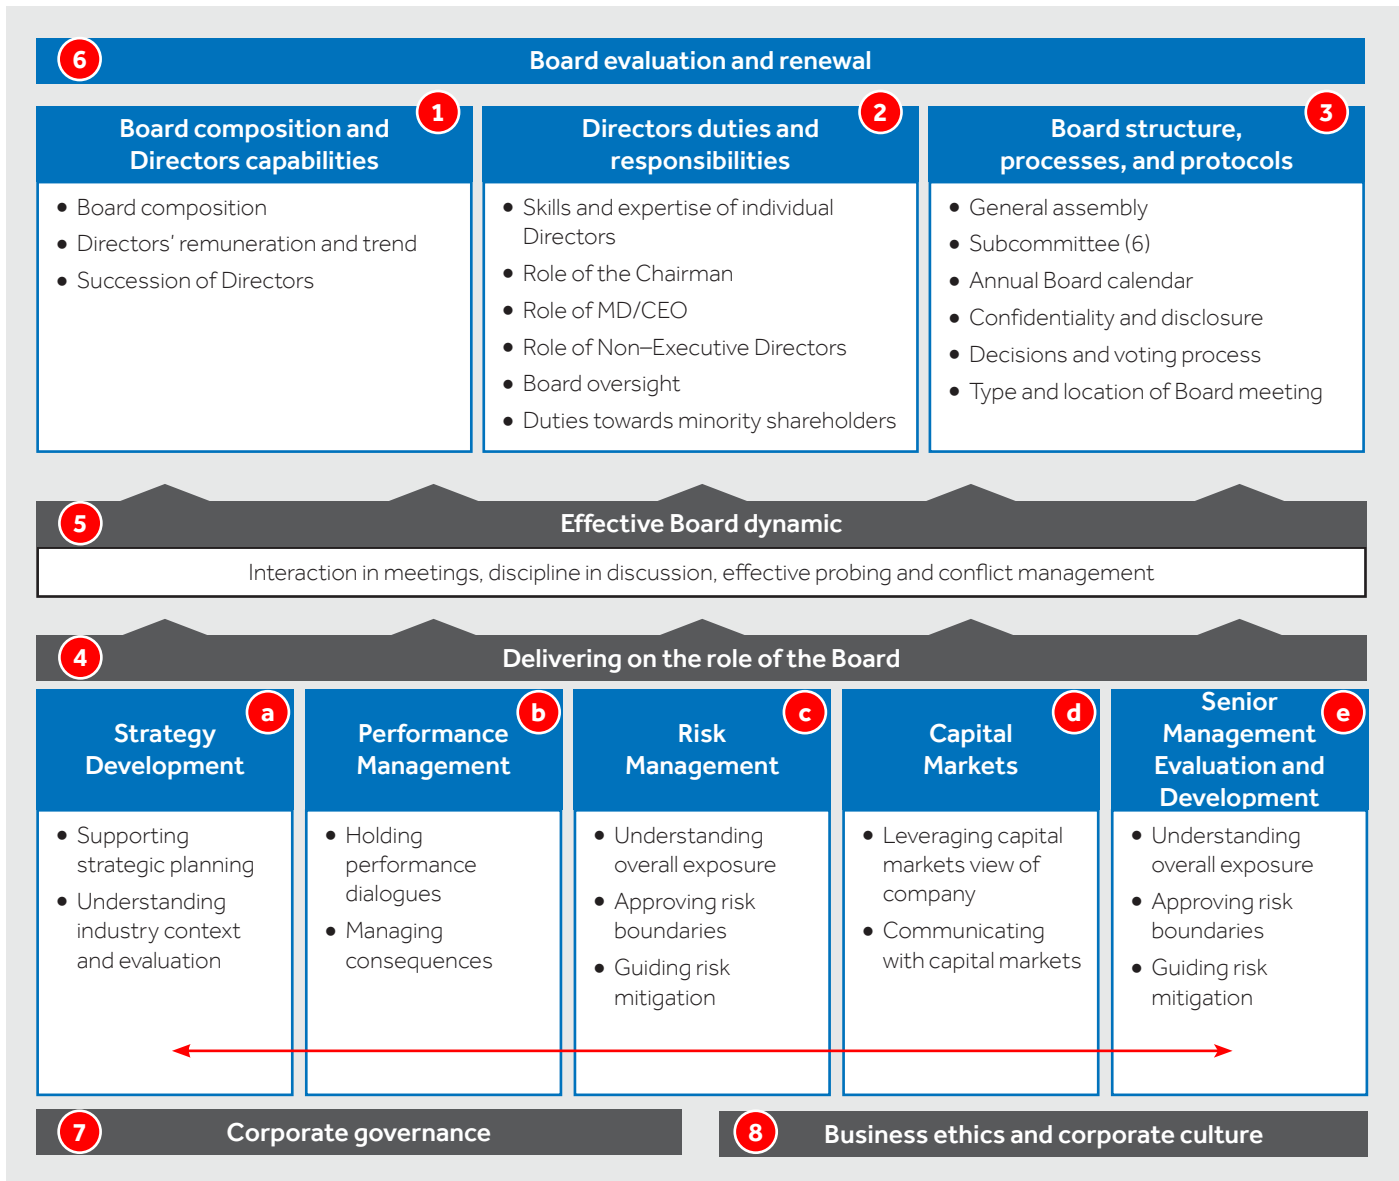 6
Board evaluation and renewal
1
Board composition and
Directors capabilities
• Board composition
• Directors' remuneration and trend
• Succession of Directors
2
Directors duties and
responsibilities
• Skills and expertise of individual
Directors
• Role of the Chairman
• Role of MD/CEO
• Role of Non–Executive Directors
• Board oversight
• Duties towards minority shareholders
3
Board structure,
processes, and protocols
• General assembly
• Subcommittee (6)
• Annual Board calendar
• Confidentiality and disclosure
• Decisions and voting process
• Type and location of Board meeting
5
Effective Board dynamic
Interaction in meetings, discipline in discussion, effective probing and conflict management
4
Delivering on the role of the Board
a
Strategy
Development
• Supporting
strategic planning
• Understanding
industry context
and evaluation
b
Performance
Management
• Holding
performance
dialogues
• Managing
consequences
c
Risk
Management
• Understanding
overall exposure
• Approving risk
boundaries
• Guiding risk
mitigation
d
Capital
Markets
• Leveraging capital
markets view of
company
• Communicating
with capital markets
e
Senior
Management
Evaluation and
Development
• Understanding
overall exposure
• Approving risk
boundaries
• Guiding risk
mitigation
7
Corporate governance
8
Business ethics and corporate culture